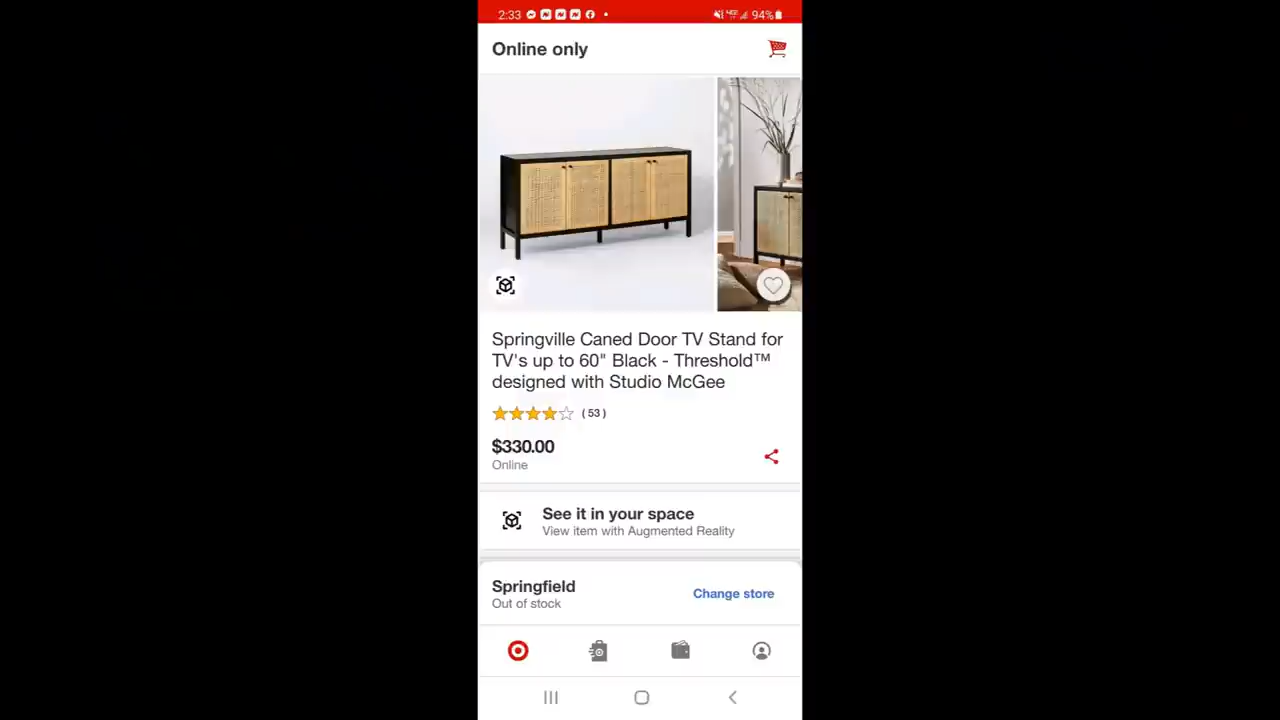 2:33 94%
Online only
Springville Caned Door TV Stand for
TV's up to 60" Black - Threshold™
designed with Studio McGee
( 53 )
$330.00
Online
See it in your space
View item with Augmented Reality
Springfield
Change store
Out of stock